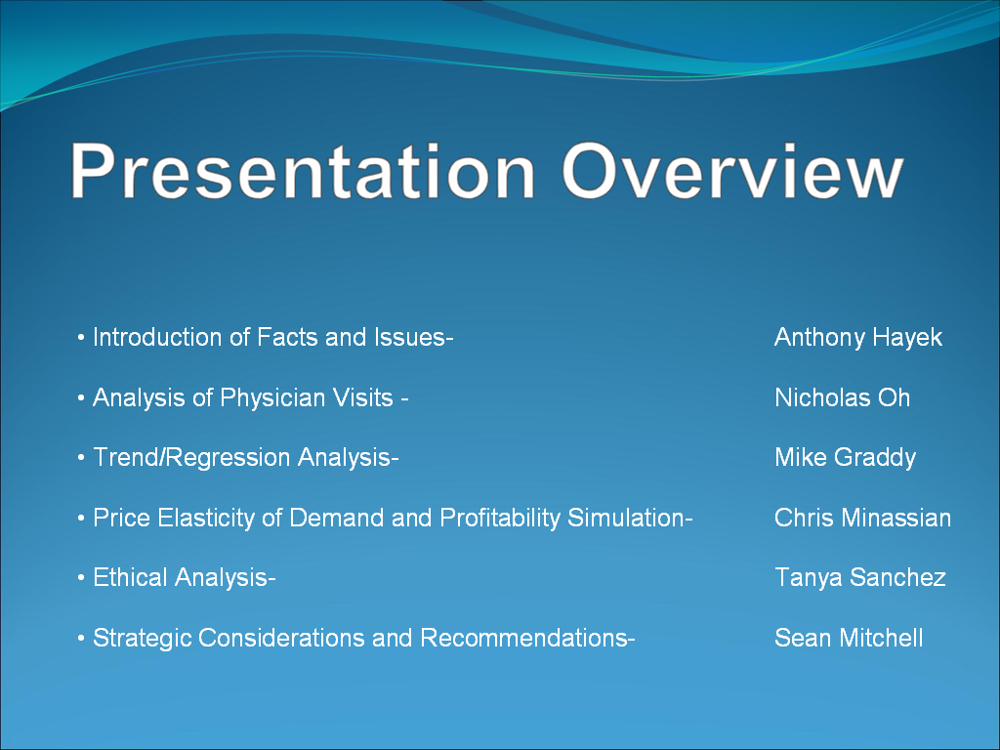 Presentation Overview
• Introduction of Facts and Issues- Anthony Hayek
• Analysis of Physician Visits - Nicholas Oh
• Trend/Regression Analysis- Mike Graddy
• Price Elasticity of Demand and Profitability Simulation- Chris Minassian
• Ethical Analysis- Tanya Sanchez
• Strategic Considerations and Recommendations- Sean Mitchell